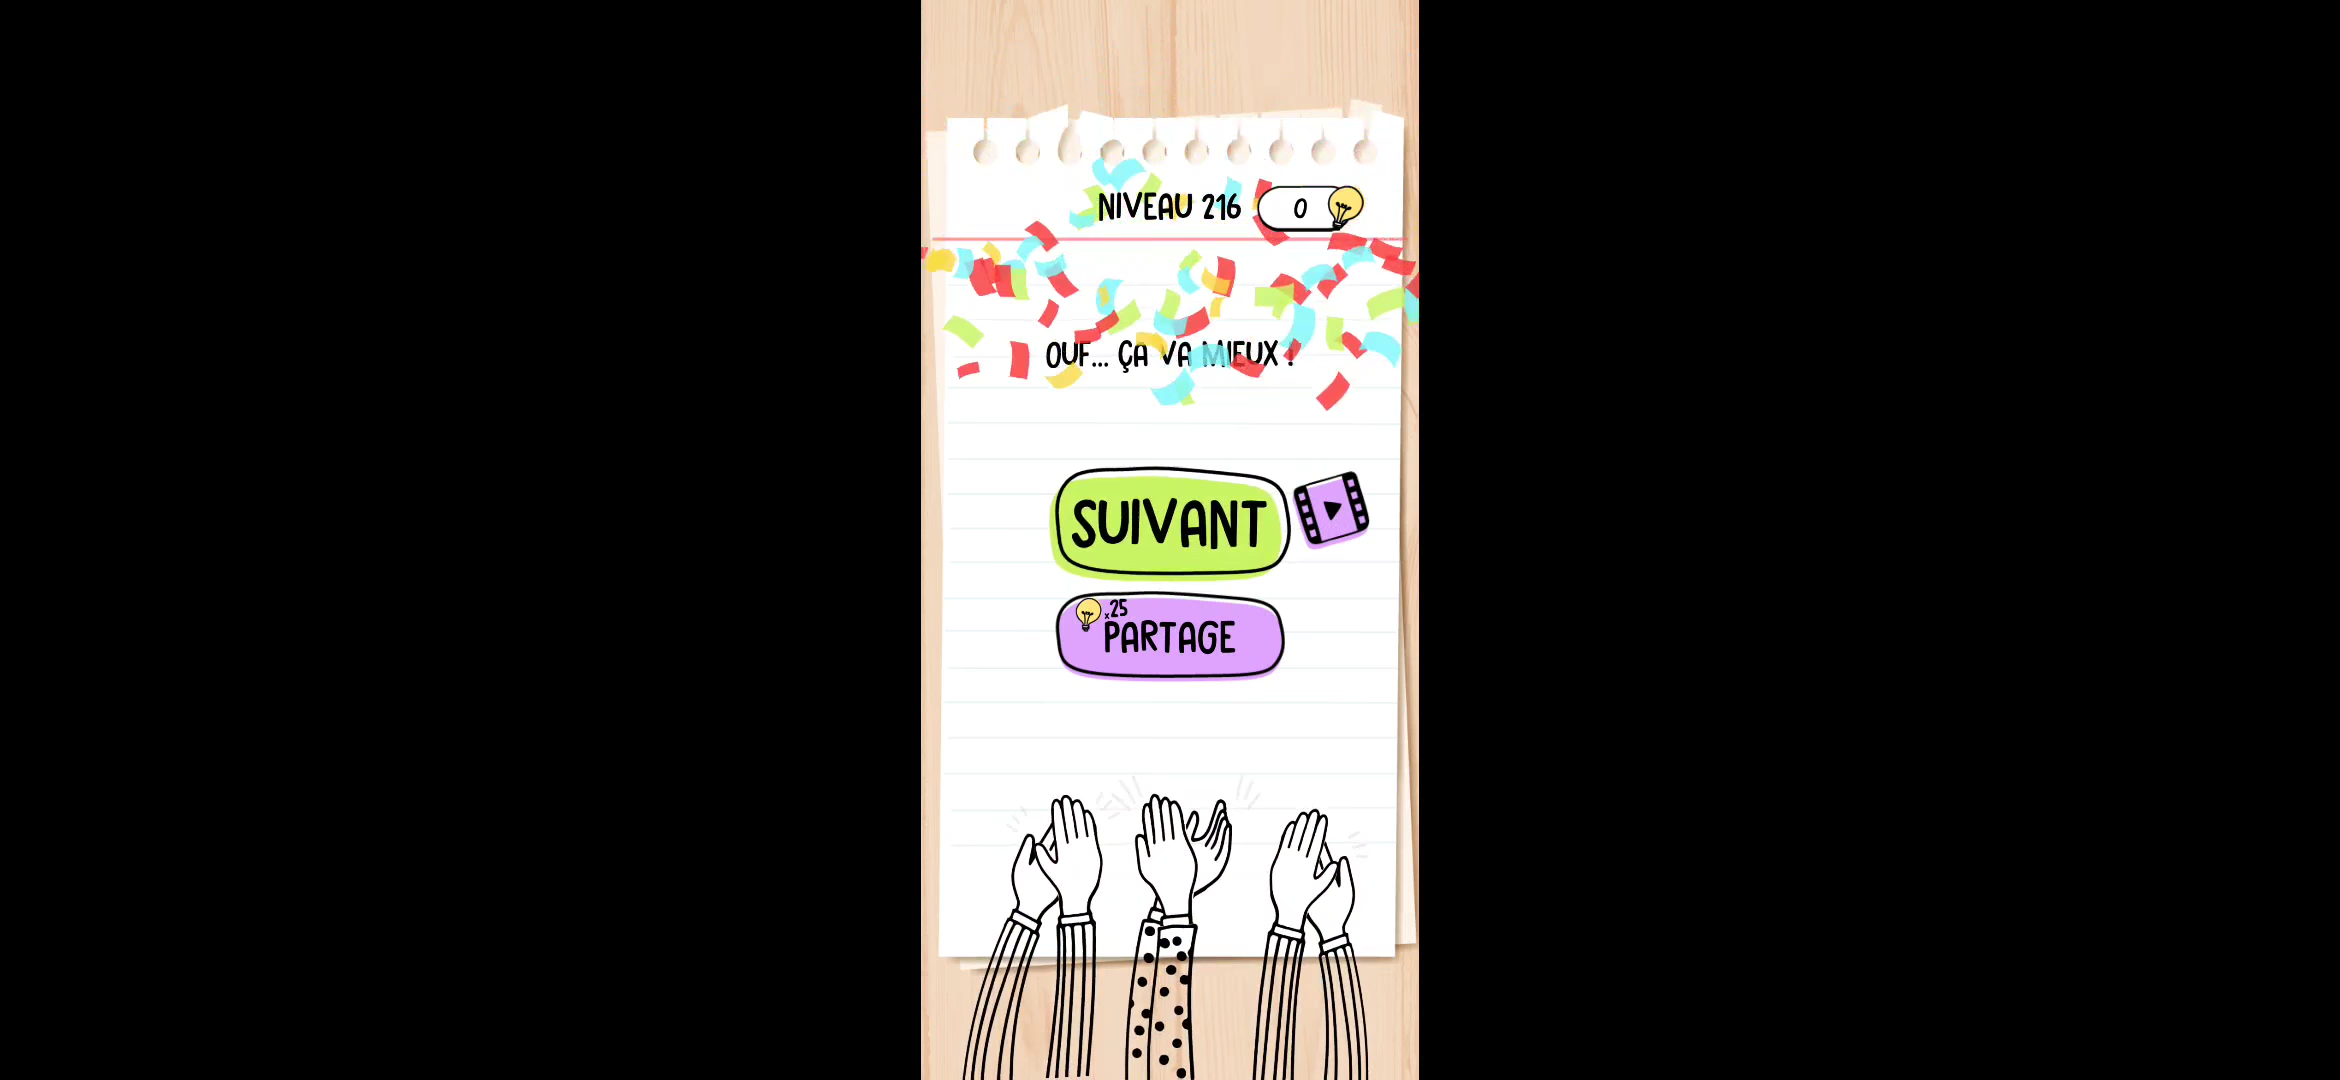 NIVEAU 216
0
OUF... ÇA VA MIEUX !
SUIVANT
x25
PARTAGE